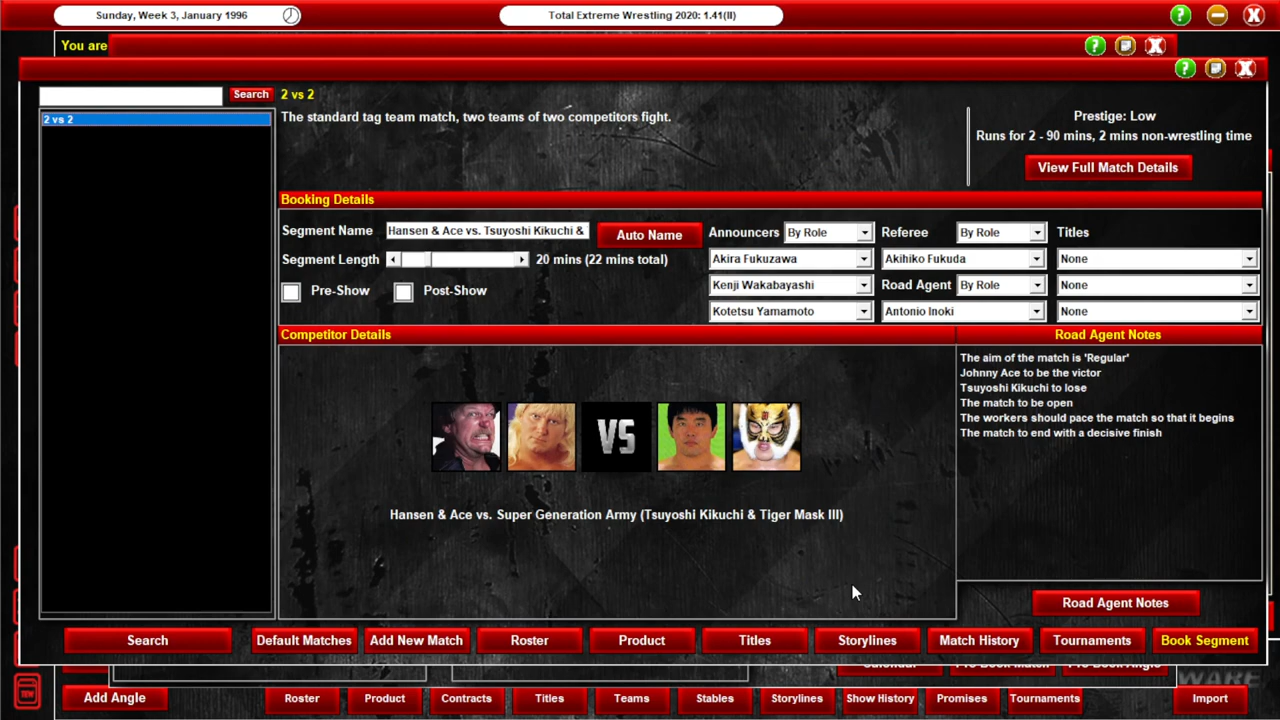 Sunday, Week 3, January 1996
Total Extreme Wrestling 2020: 1.41(II)
You are
Search
2 vs 2
2 vs 2
The standard tag team match, two teams of two competitors fight.
Prestige: Low
Runs for 2 - 90 mins, 2 mins non-wrestling time
View Full Match Details
Booking Details
Segment Name
Hansen & Ace vs. Tsuyoshi Kikuchi &
Auto Name
Announcers
By Role
Referee
By Role
Titles
Segment Length
20 mins (22 mins total)
Akira Fukuzawa
Akihiko Fukuda
None
Pre-Show
Post-Show
Kenji Wakabayashi
Road Agent
By Role
None
Kotetsu Yamamoto
Antonio Inoki
None
Competitor Details
Road Agent Notes
The aim of the match is 'Regular'
Johnny Ace to be the victor
Tsuyoshi Kikuchi to lose
The match to be open
The workers should pace the match so that it begins
The match to end with a decisive finish
VS
Hansen & Ace vs. Super Generation Army (Tsuyoshi Kikuchi & Tiger Mask III)
Road Agent Notes
Search
Default Matches
Add New Match
Roster
Product
Titles
Storylines
Match History
Tournaments
Book Segment
Calendar
Pre-Book Match
Pre-Book Angle
Add Angle
Roster
Product
Contracts
Titles
Teams
Stables
Storylines
Show History
Promises
Tournaments
Import